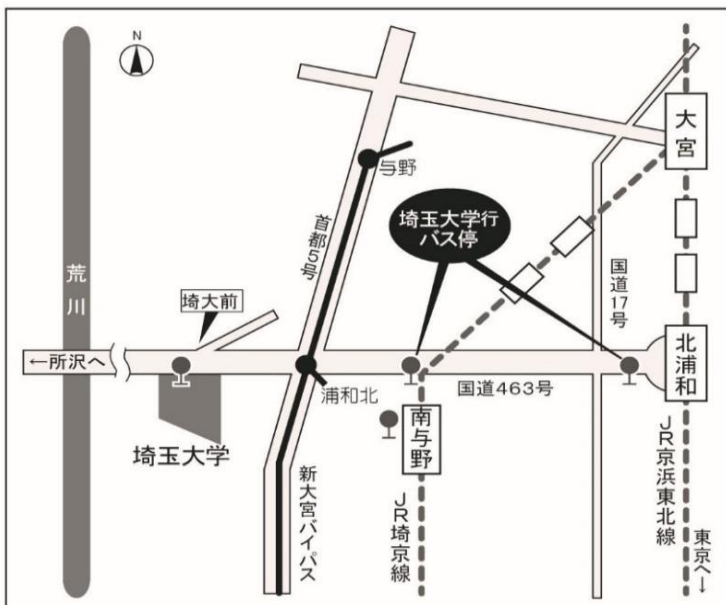 N
大宮
与野
埼玉大学行
バス停
首都5号
国道17号
荒川
埼大前
←所沢へ
北浦和
浦和北
国道463号
南与野
埼玉大学
新大宮バイパス
JR埼京線
JR京浜東北線
東京へ↓